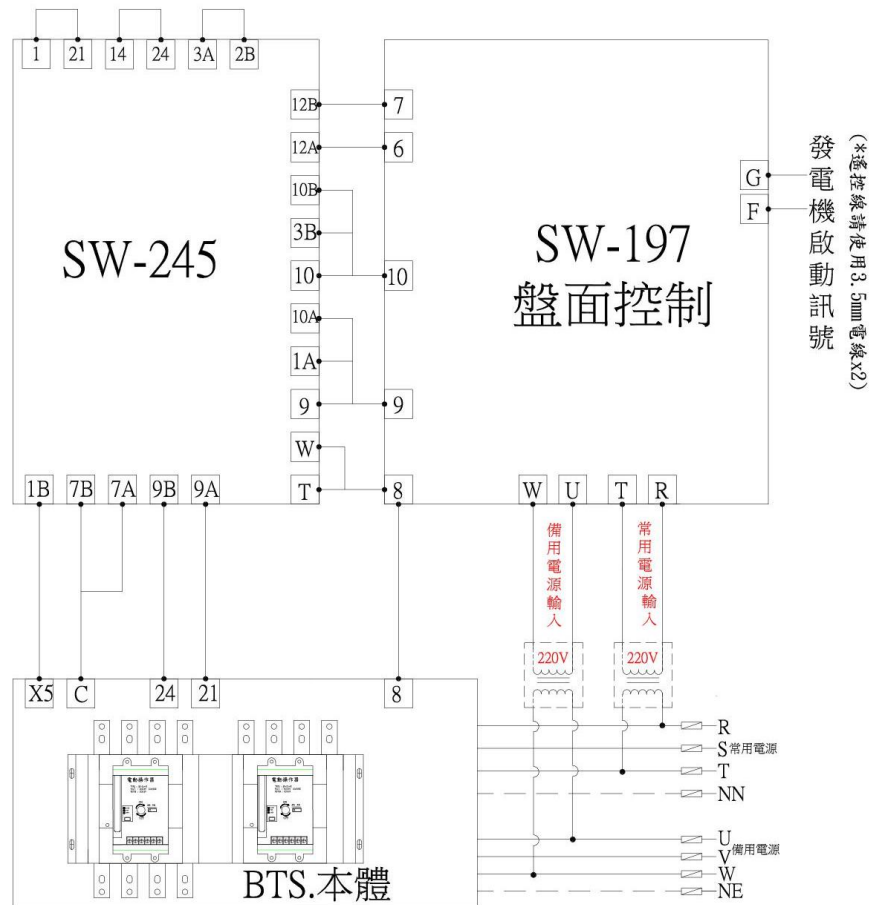 1 21 14 24 3A 2B
12B 7
12A 6
10B
3B
10 10
10A
1A
9 9
W
T 8
SW-245
SW-197
盤面控制
G
F
發電機啟動訊號
(*遙控線請使用3.5mm電線x2)
1B 7B 7A 9B 9A
W U T R
備用電源輸入
常用電源輸入
220V 220V
X5 C 24 21 8
R
S常用電源
T
NN
U
V備用電源
W
NE
電動操作器
電動操作器
BTS.本體